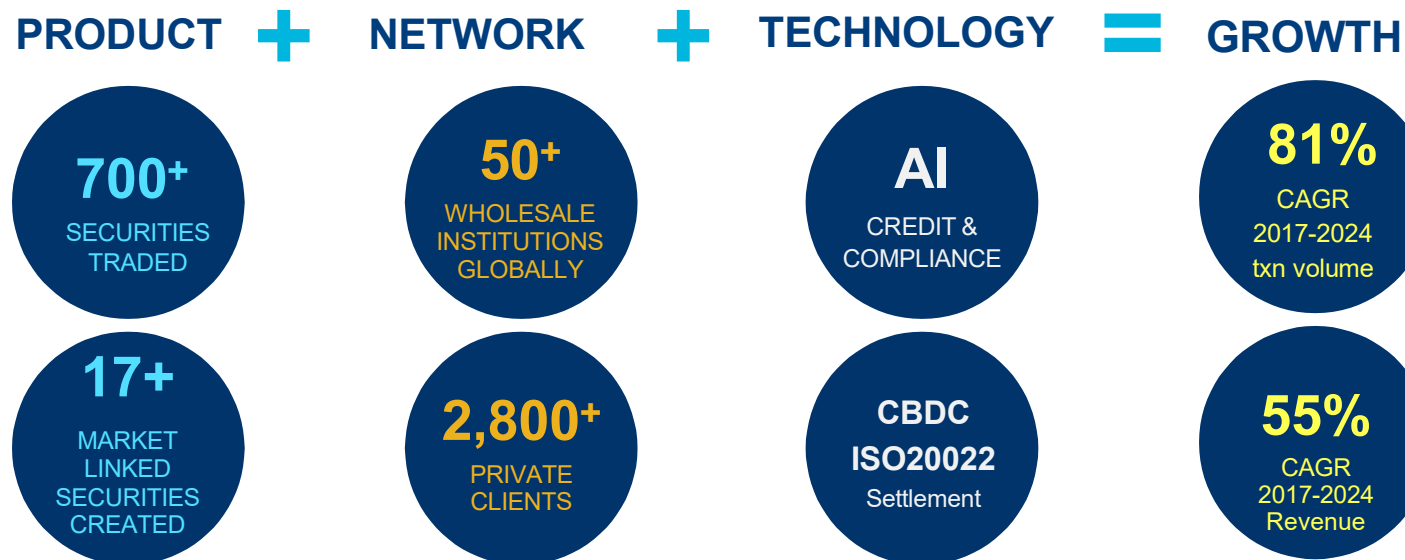 PRODUCT + NETWORK + TECHNOLOGY = GROWTH
700+
SECURITIES
TRADED
50+
WHOLESALE
INSTITUTIONS
GLOBALLY
AI
CREDIT &
COMPLIANCE
81%
CAGR
2017-2024
txn volume
17+
MARKET
LINKED
SECURITIES
CREATED
2,800+
PRIVATE
CLIENTS
CBDC
ISO20022
Settlement
55%
CAGR
2017-2024
Revenue